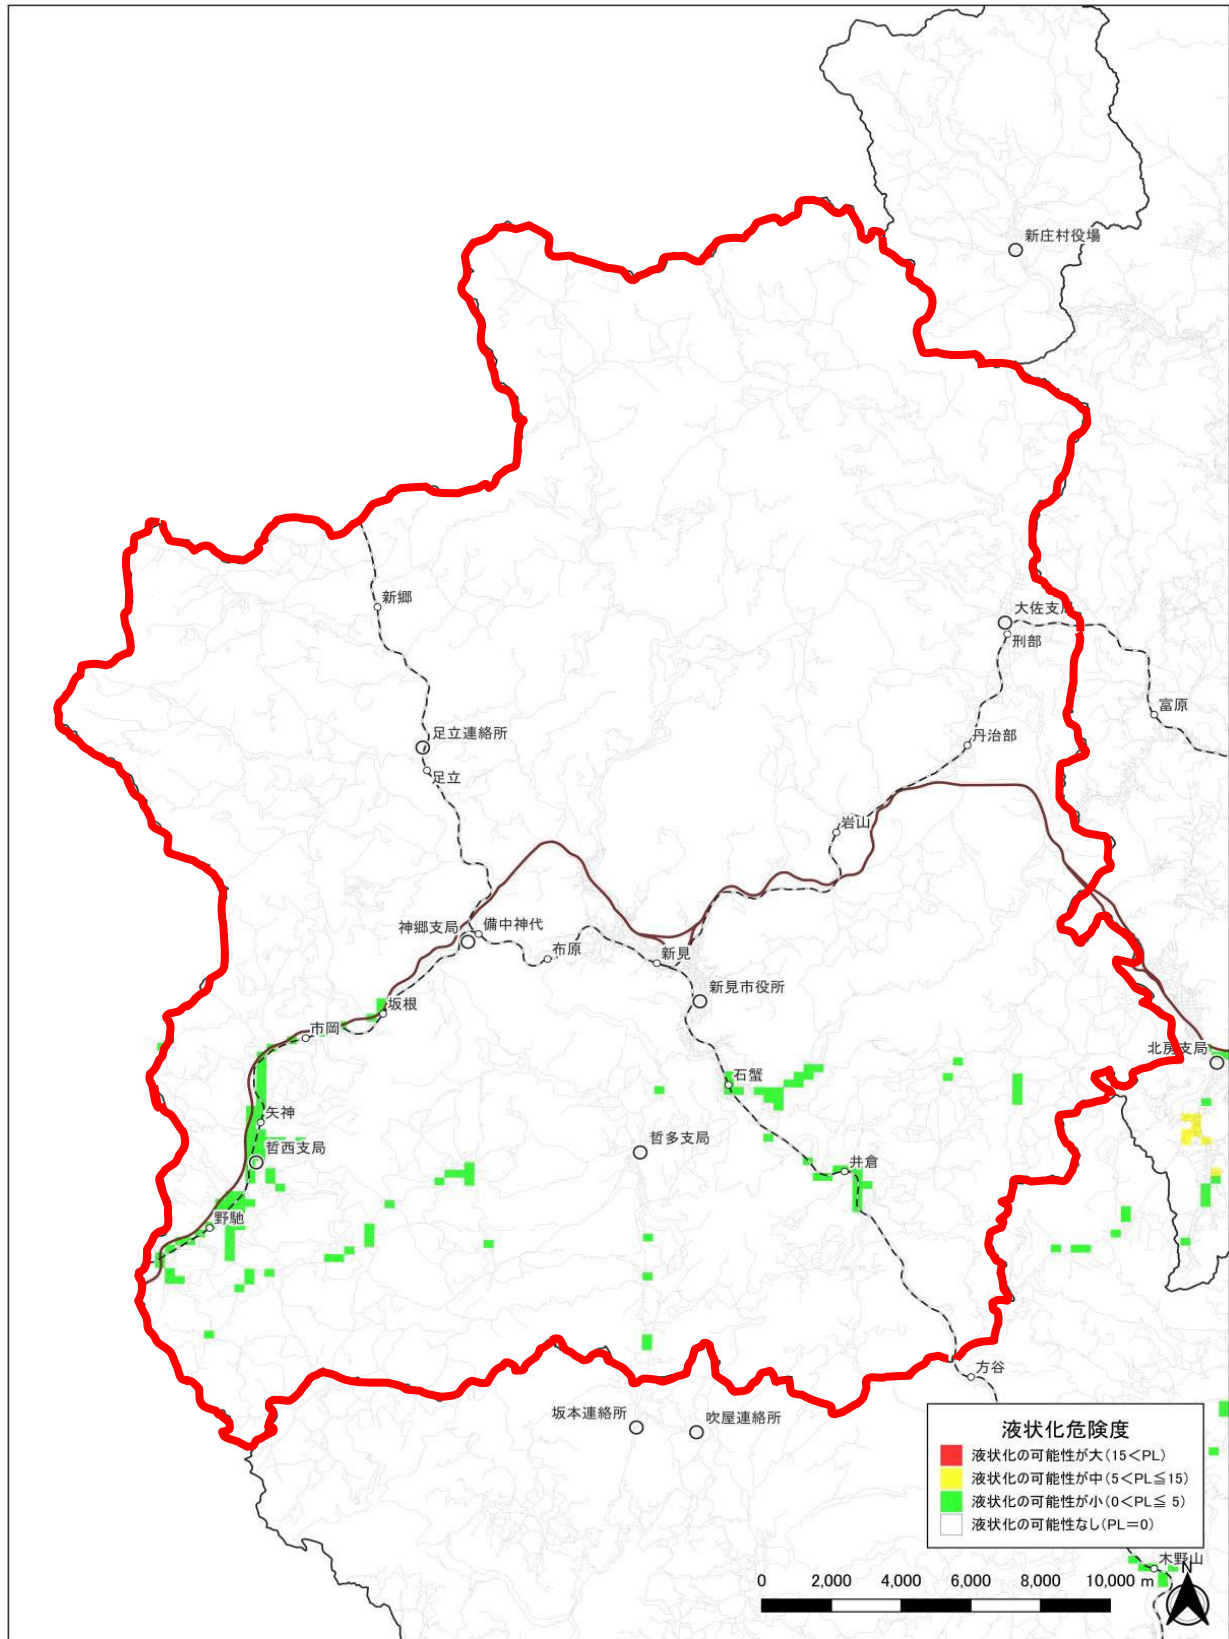 新庄村役場
新郷
大佐支局
刑部
富原
足立連絡所
丹治部
足立
岩山
神郷支局
備中神代
布原
新見
新見市役所
坂根
市岡
北房支局
石蟹
矢神
哲西支局
哲多支局
井倉
野馳
方谷
坂本連絡所
吹屋連絡所
液状化危険度
液状化の可能性が大(15<PL)
液状化の可能性が中(5<PL≦15)
液状化の可能性が小(0<PL≦ 5)
液状化の可能性なし(PL=0)
木野山
N
0 2,000 4,000 6,000 8,000 10,000 m